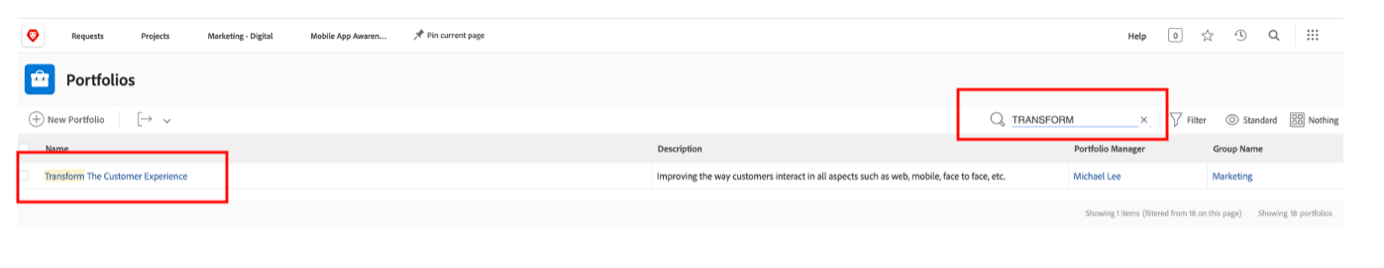 Requests Projects Marketing - Digital Mobile App Awaren... Pin current page Help 0
Portfolios
New Portfolio TRANSFORM Filter Standard Nothing
Name Description Portfolio Manager Group Name
Transform The Customer Experience Improving the way customers interact in all aspects such as web, mobile, face to face, etc. Michael Lee Marketing
Showing 1 items (filtered from 18 on this page) Showing 18 portfolios